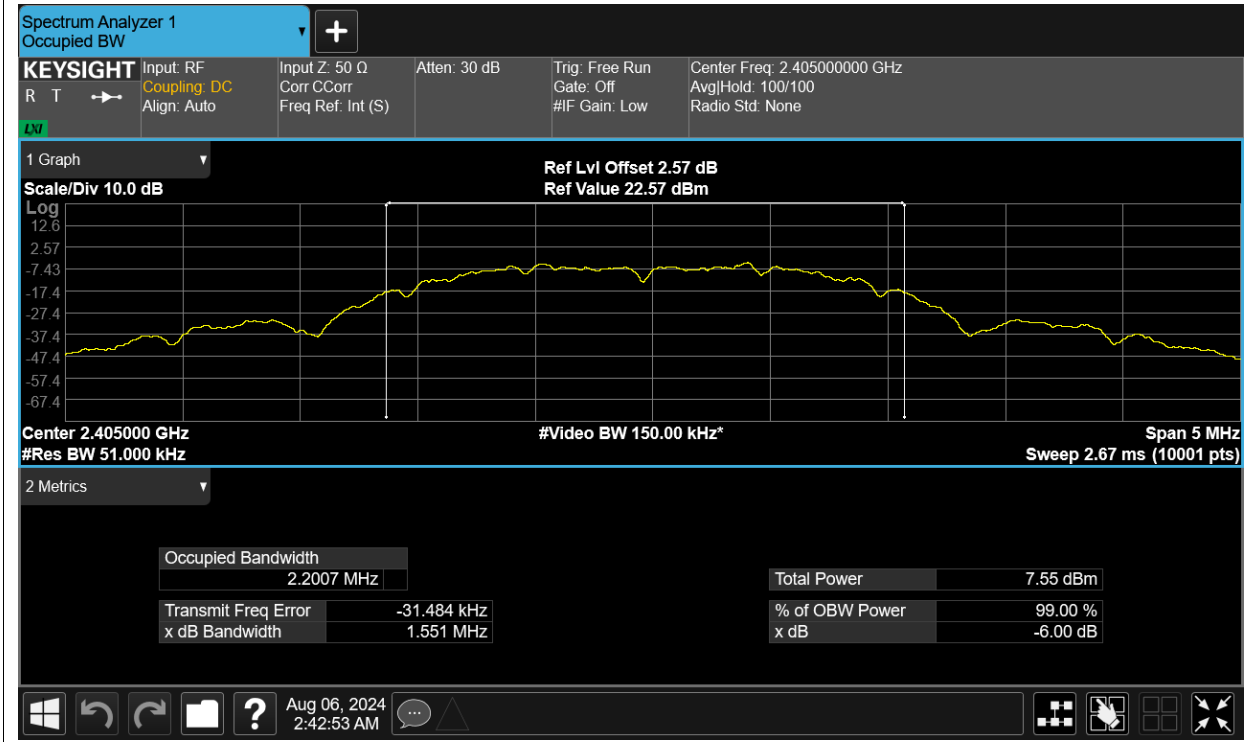 Spectrum Analyzer 1
Occupied BW
KEYSIGHT
R T
LXI
Input: RF
Coupling: DC
Align: Auto
Input Z: 50 Ω
Corr CCorr
Freq Ref: Int (S)
Atten: 30 dB
Trig: Free Run
Gate: Off
#IF Gain: Low
Center Freq: 2.405000000 GHz
Avg|Hold: 100/100
Radio Std: None
1 Graph
Scale/Div 10.0 dB
Ref Lvl Offset 2.57 dB
Ref Value 22.57 dBm
Log
12.6
2.57
-7.43
-17.4
-27.4
-37.4
-47.4
-57.4
-67.4
Center 2.405000 GHz
#Res BW 51.000 kHz
#Video BW 150.00 kHz*
Span 5 MHz
Sweep 2.67 ms (10001 pts)
2 Metrics
Occupied Bandwidth
2.2007 MHz
Transmit Freq Error -31.484 kHz
x dB Bandwidth 1.551 MHz
Total Power 7.55 dBm
% of OBW Power 99.00 %
x dB -6.00 dB
?
Aug 06, 2024
2:42:53 AM